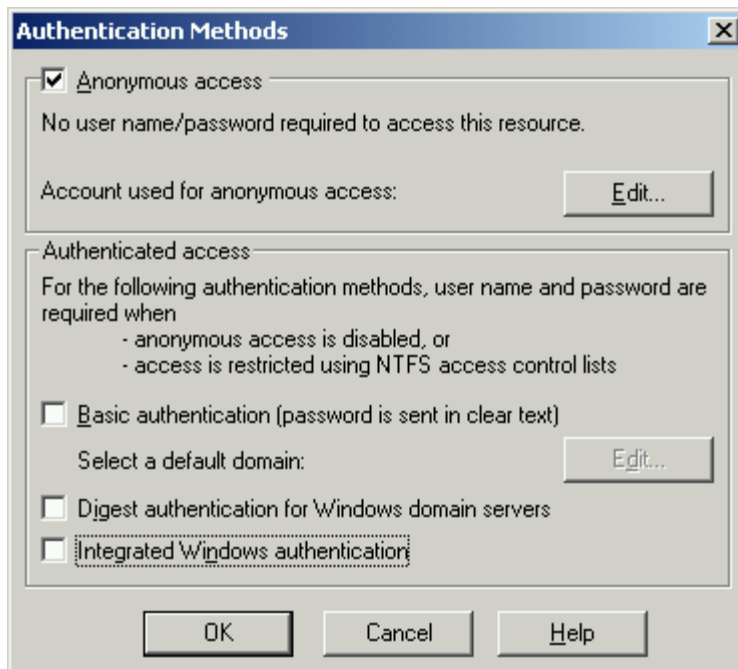 Authentication Methods
Anonymous access
No user name/password required to access this resource.
Account used for anonymous access:
Edit...
Authenticated access
For the following authentication methods, user name and password are
required when
- anonymous access is disabled, or
- access is restricted using NTFS access control lists
Basic authentication (password is sent in clear text)
Select a default domain:
Edit...
Digest authentication for Windows domain servers
Integrated Windows authentication
OK
Cancel
Help